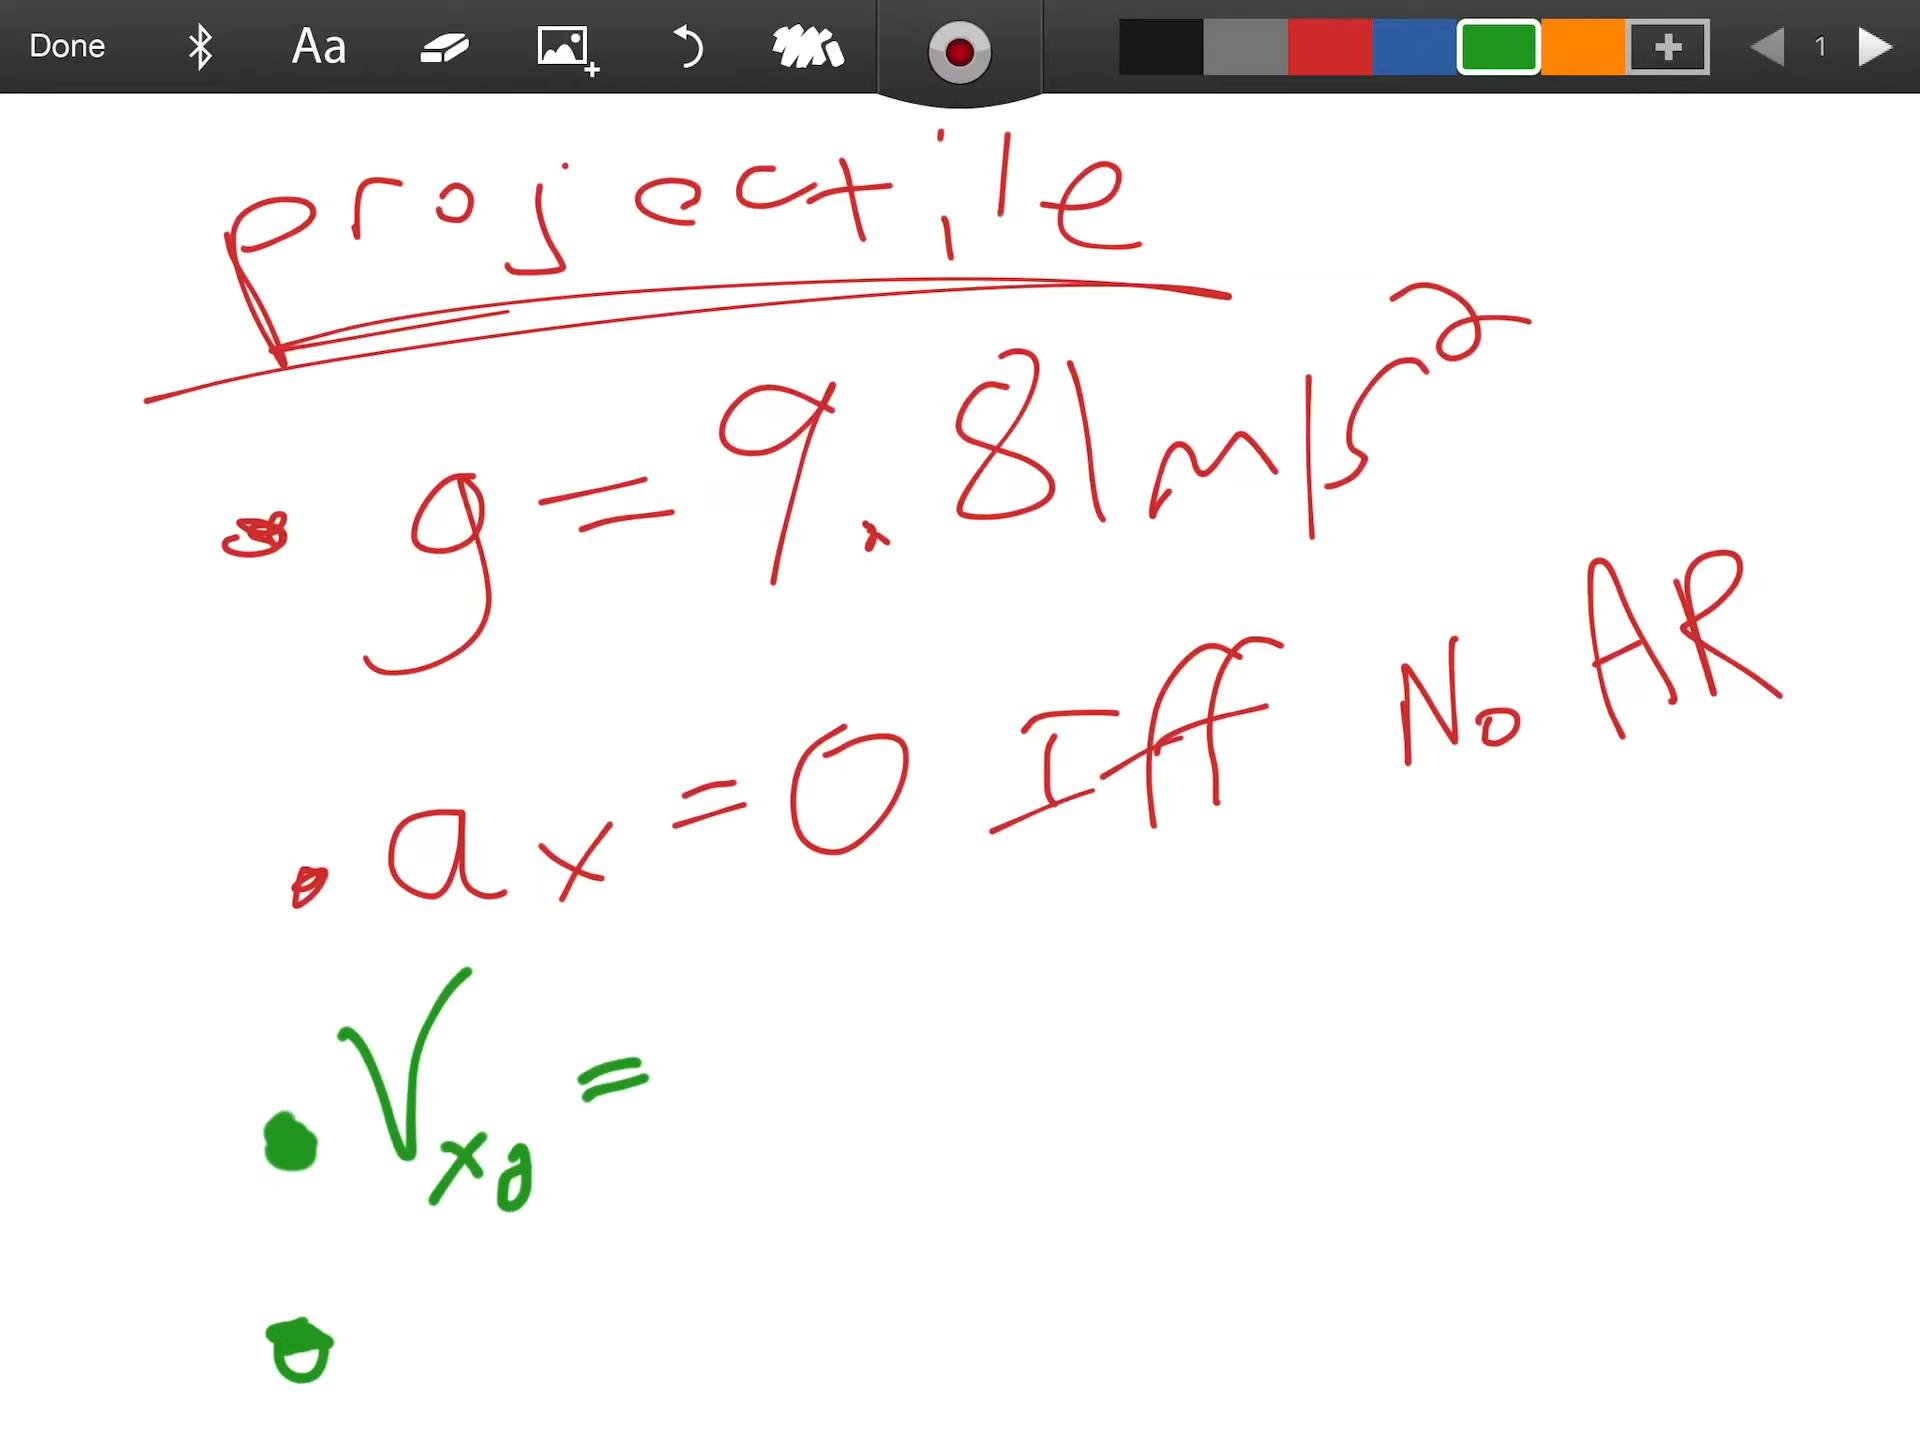 Done Aa 1
projectile
• g = 9.81 m/s²
• ax = 0 Iff No AR
• Vx₀ =
•